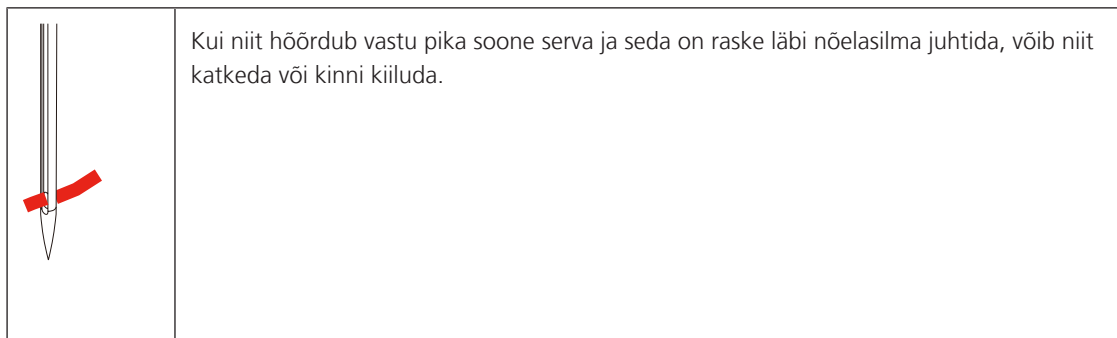 Kui niit hõõrdub vastu pika soone serva ja seda on raske läbi nõelasilma juhtida, võib niit
katkeda või kinni kiiluda.